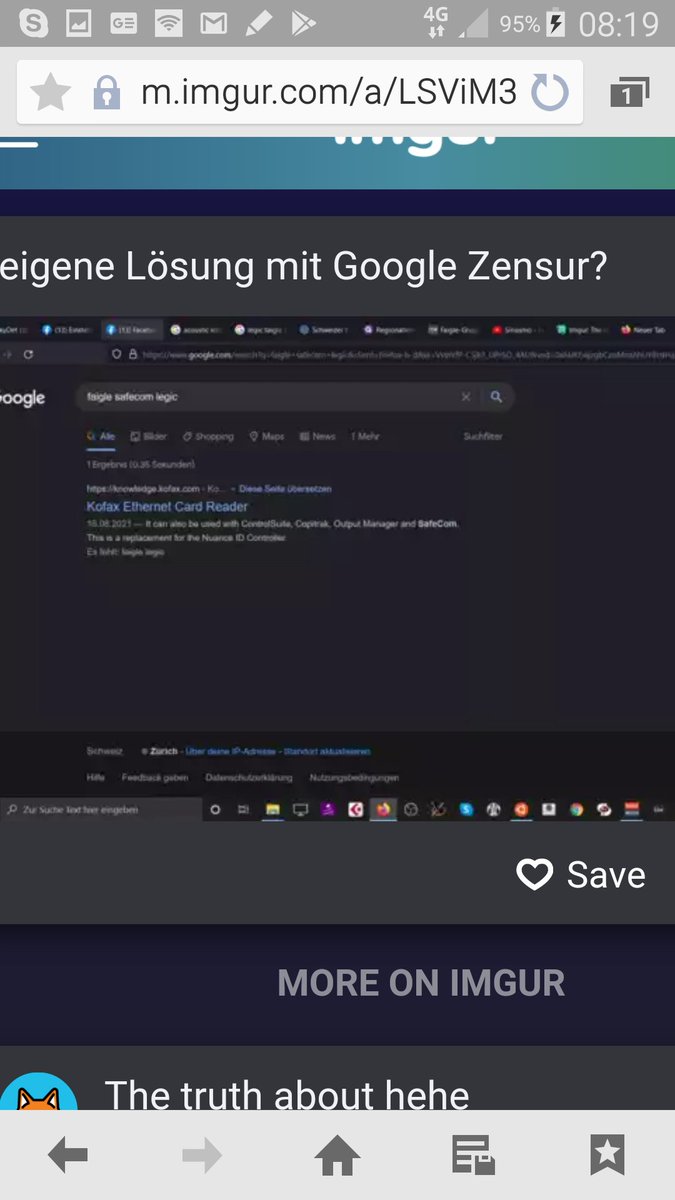 4G 95% 08:19
m.imgur.com/a/LSViM3 1
imgur
eigene Lösung mit Google Zensur?
Google faigle safecom legic
Alle Bilder Shopping Maps News Mehr Suchfilter
1 Ergebnis (0.35 Sekunden)
https://knowledge.kofax.com › Ko... Diese Seite übersetzen
Kofax Ethernet Card Reader
18.08.2021 — It can also be used with ControlSuite, Copitrak, Output Manager and SafeCom.
This is a replacement for the Nuance ID Controller
Es fehlt: faigle legic
Schweiz Zürich - Über deine IP-Adresse - Standort aktualisieren
Hilfe Feedback geben Datenschutzerklärung Nutzungsbedingungen
Zur Suche Text hier eingeben
Save
MORE ON IMGUR
The truth about hehe